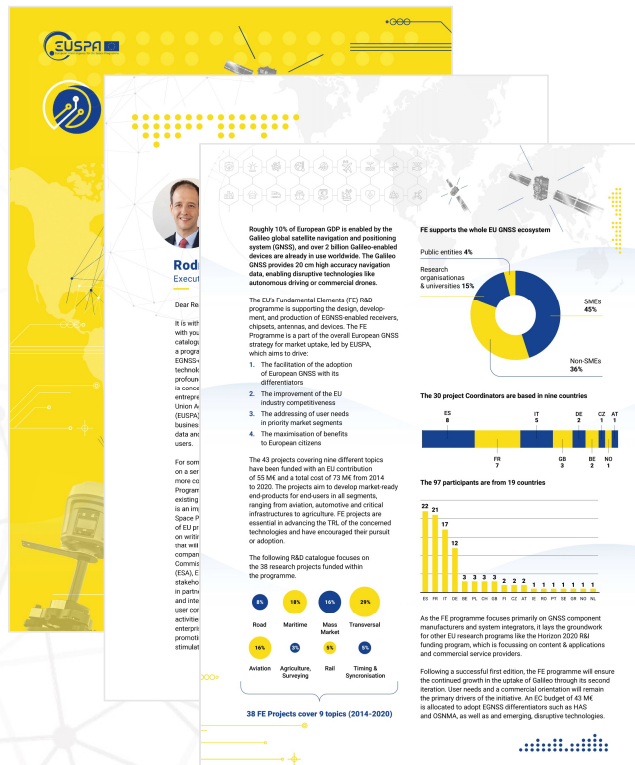 EUSPA
Rod
Execut
Dear Re
It is with
with you
catalogu
a progra
EGNSS-
technol
profoun
is conce
entrepre
Union A
(EUSPA)
business
data and
users.
For som
on a ser
more co
Program
existing
is an imp
Space P
of EU pr
on writin
that will
compan
Commis
(ESA), E
stakeho
in partne
and inte
user con
activitie
enterpris
promoti
stimulat
Roughly 10% of European GDP is enabled by the
Galileo global satellite navigation and positioning
system (GNSS), and over 2 billion Galileo-enabled
devices are already in use worldwide. The Galileo
GNSS provides 20 cm high accuracy navigation
data, enabling disruptive technologies like
autonomous driving or commercial drones.
The EU's Fundamental Elements (FE) R&D
programme is supporting the design, develop-
ment, and production of EGNSS-enabled receivers,
chipsets, antennas, and devices. The FE
Programme is a part of the overall European GNSS
strategy for market uptake, led by EUSPA,
which aims to drive:
1. The facilitation of the adoption
of European GNSS with its
differentiators
2. The improvement of the EU
industry competitiveness
3. The addressing of user needs
in priority market segments
4. The maximisation of benefits
to European citizens
The 43 projects covering nine different topics
have been funded with an EU contribution
of 55 M€ and a total cost of 73 M€ from 2014
to 2020. The projects aim to develop market-ready
end-products for end-users in all segments,
ranging from aviation, automotive and critical
infrastructures to agriculture. FE projects are
essential in advancing the TRL of the concerned
technologies and have encouraged their pursuit
or adoption.
The following R&D catalogue focuses on
the 38 research projects funded within
the programme.
8% 18% 16% 29%
Road Maritime Mass Market Transversal
16% 3% 5% 5%
Aviation Agriculture, Surveying Rail Timing & Syncronisation
38 FE Projects cover 9 topics (2014-2020)
FE supports the whole EU GNSS ecosystem
Public entities 4%
Research
organisationas
& universities 15%
SMEs
45%
Non-SMEs
36%
The 30 project Coordinators are based in nine countries
ES IT DE CZ AT
8 5 2 1 1
FR GB BE NO
7 3 2 1
The 97 participants are from 19 countries
22 21 17 12 3 3 3 3 2 2 2 1 1 1 1 1 1 1 1
ES FR IT DE BE PL CH GB FI CZ AT IE RO PT SE GR NO NL
As the FE programme focuses primarily on GNSS component
manufacturers and system integrators, it lays the groundwork
for other EU research programs like the Horizon 2020 R&I
funding program, which is focussing on content & applications
and commercial service providers.
Following a successful first edition, the FE programme will ensure
the continued growth in the uptake of Galileo through its second
iteration. User needs and a commercial orientation will remain
the primary drivers of the initiative. An EC budget of 43 M€
is allocated to adopt EGNSS differentiators such as HAS
and OSNMA, as well as and emerging, disruptive technologies.